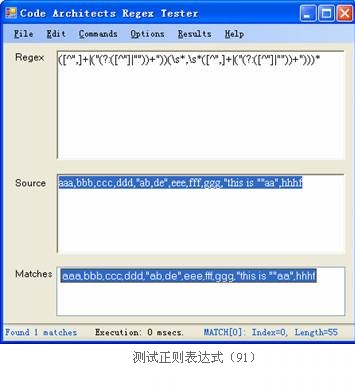 Code Architects Regex Tester
File Edit Commands Options Results Help
Regex
([^",]+|("(?:([^"]|""))+"))(\s*,\s*([^",]+|("(?:([^"]|""))+")))*
Source
aaa,bbb,ccc,ddd,"ab,de",eee,fff,ggg,"this is ""aa",hhhf
Matches
aaa,bbb,ccc,ddd,"ab,de",eee,fff,ggg,"this is ""aa",hhhf
Found 1 matches Execution: 0 msecs. MATCH[0]: Index=0, Length=55
测试正则表达式（91）